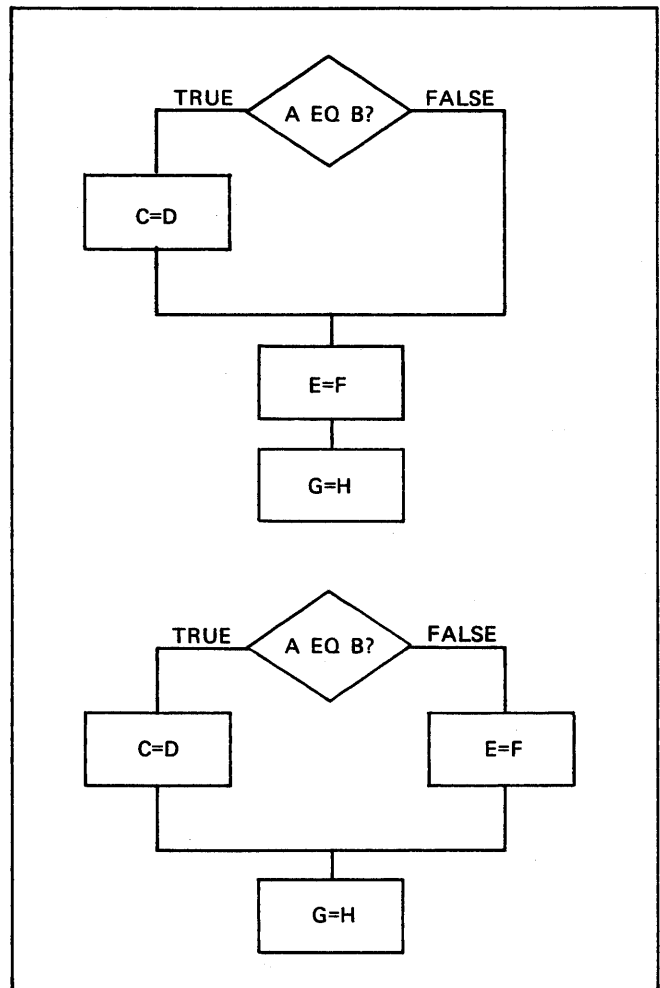 TRUE A EQ B? FALSE
C=D
E=F
G=H
TRUE A EQ B? FALSE
C=D E=F
G=H